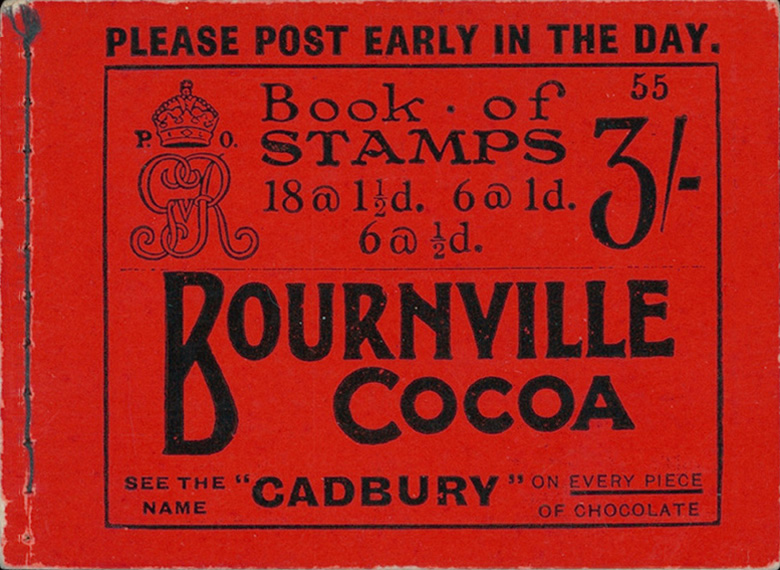 PLEASE POST EARLY IN THE DAY.
55
P. O.
GVR
Book · of
STAMPS
3/-
18 @ 1½d. 6 @ 1d.
6 @ ½d.
BOURNVILLE
COCOA
SEE THE "CADBURY" ON EVERY PIECE
NAME OF CHOCOLATE